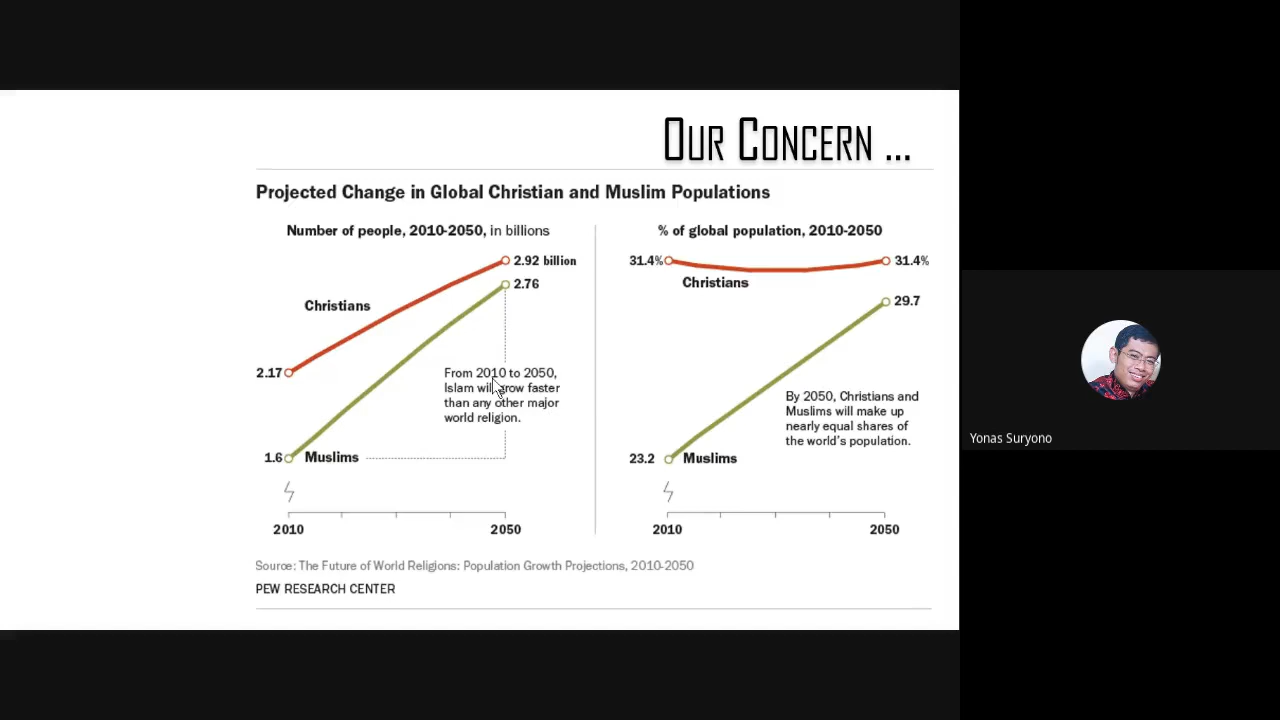 OUR CONCERN ...
Projected Change in Global Christian and Muslim Populations
Number of people, 2010-2050, in billions
2.92 billion
2.76
Christians
2.17
From 2010 to 2050,
Islam will grow faster
than any other major
world religion.
1.6
Muslims
2010
2050
% of global population, 2010-2050
31.4%
31.4%
Christians
29.7
By 2050, Christians and
Muslims will make up
nearly equal shares of
the world's population.
23.2
Muslims
2010
2050
Source: The Future of World Religions: Population Growth Projections, 2010-2050
PEW RESEARCH CENTER
Yonas Suryono